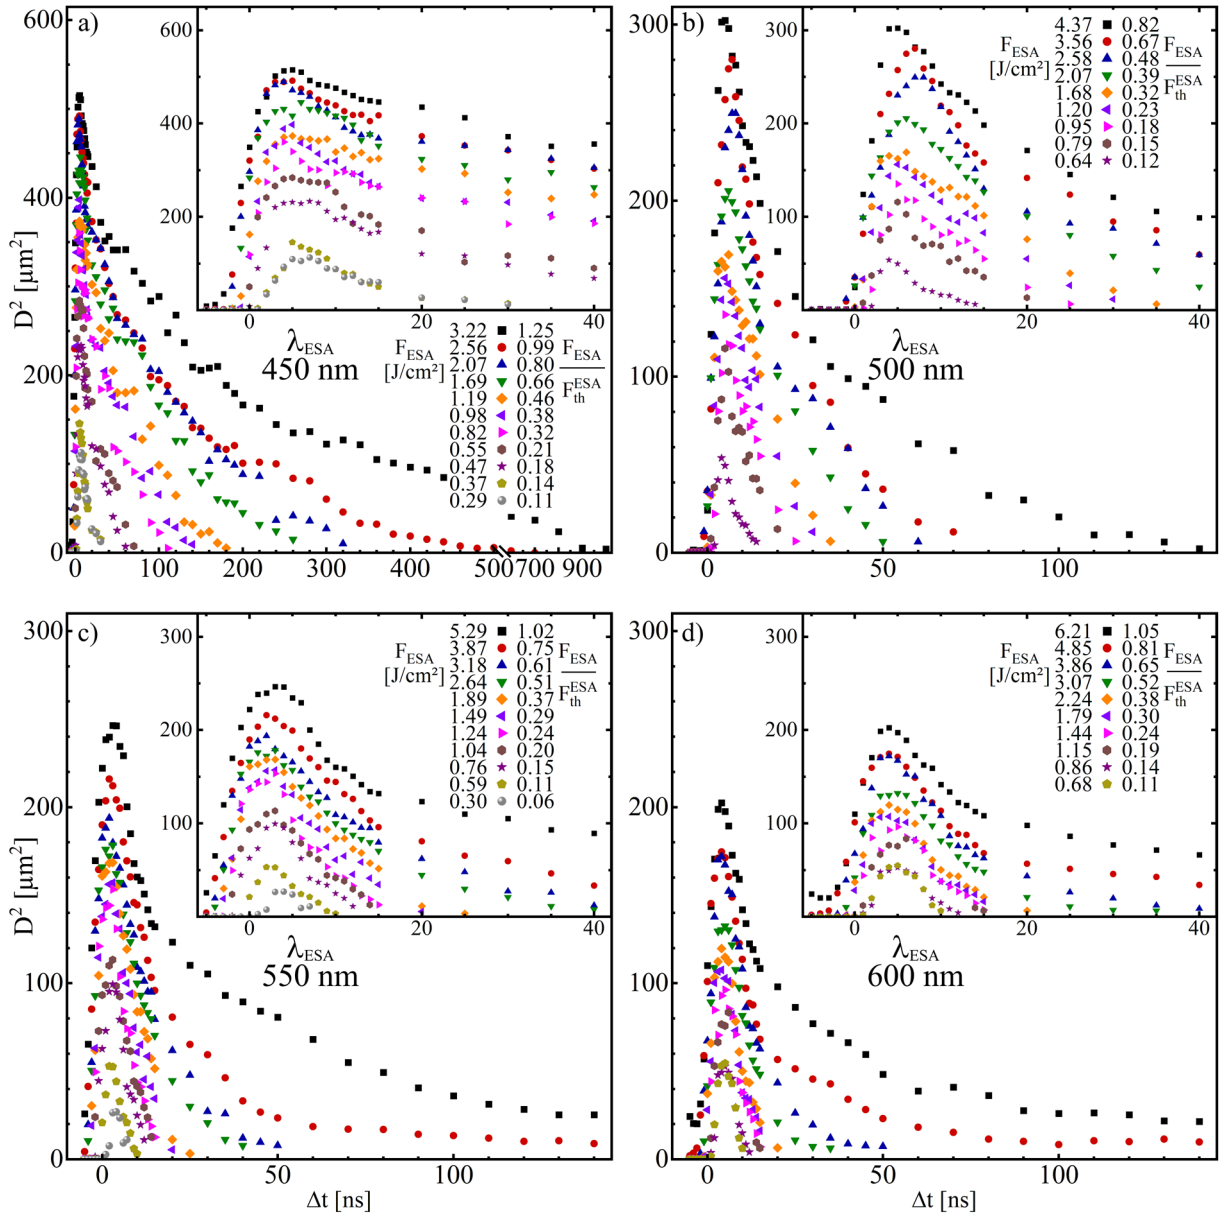 a)
D² [µm²]
600
400
200
0
0 100 200 300 400 500 700 900
600
400
200
0 20 40
λESA
450 nm
FESA
[J/cm²]
FESA
FthESA
3.22 1.25
2.56 0.99
2.07 0.80
1.69 0.66
1.19 0.46
0.98 0.38
0.82 0.32
0.55 0.21
0.47 0.18
0.37 0.14
0.29 0.11
b)
300
200
100
0
0 50 100
300
200
100
0 20 40
λESA
500 nm
FESA
[J/cm²]
FESA
FthESA
4.37 0.82
3.56 0.67
2.58 0.48
2.07 0.39
1.68 0.32
1.20 0.23
0.95 0.18
0.79 0.15
0.64 0.12
c)
D² [µm²]
300
200
100
0
0 50 100
Δt [ns]
300
200
100
0 20 40
λESA
550 nm
FESA
[J/cm²]
FESA
FthESA
5.29 1.02
3.87 0.75
3.18 0.61
2.64 0.51
1.89 0.37
1.49 0.29
1.24 0.24
1.04 0.20
0.76 0.15
0.59 0.11
0.30 0.06
d)
300
200
100
0
0 50 100
Δt [ns]
300
200
100
0 20 40
λESA
600 nm
FESA
[J/cm²]
FESA
FthESA
6.21 1.05
4.85 0.81
3.86 0.65
3.07 0.52
2.24 0.38
1.79 0.30
1.44 0.24
1.15 0.19
0.86 0.14
0.68 0.11